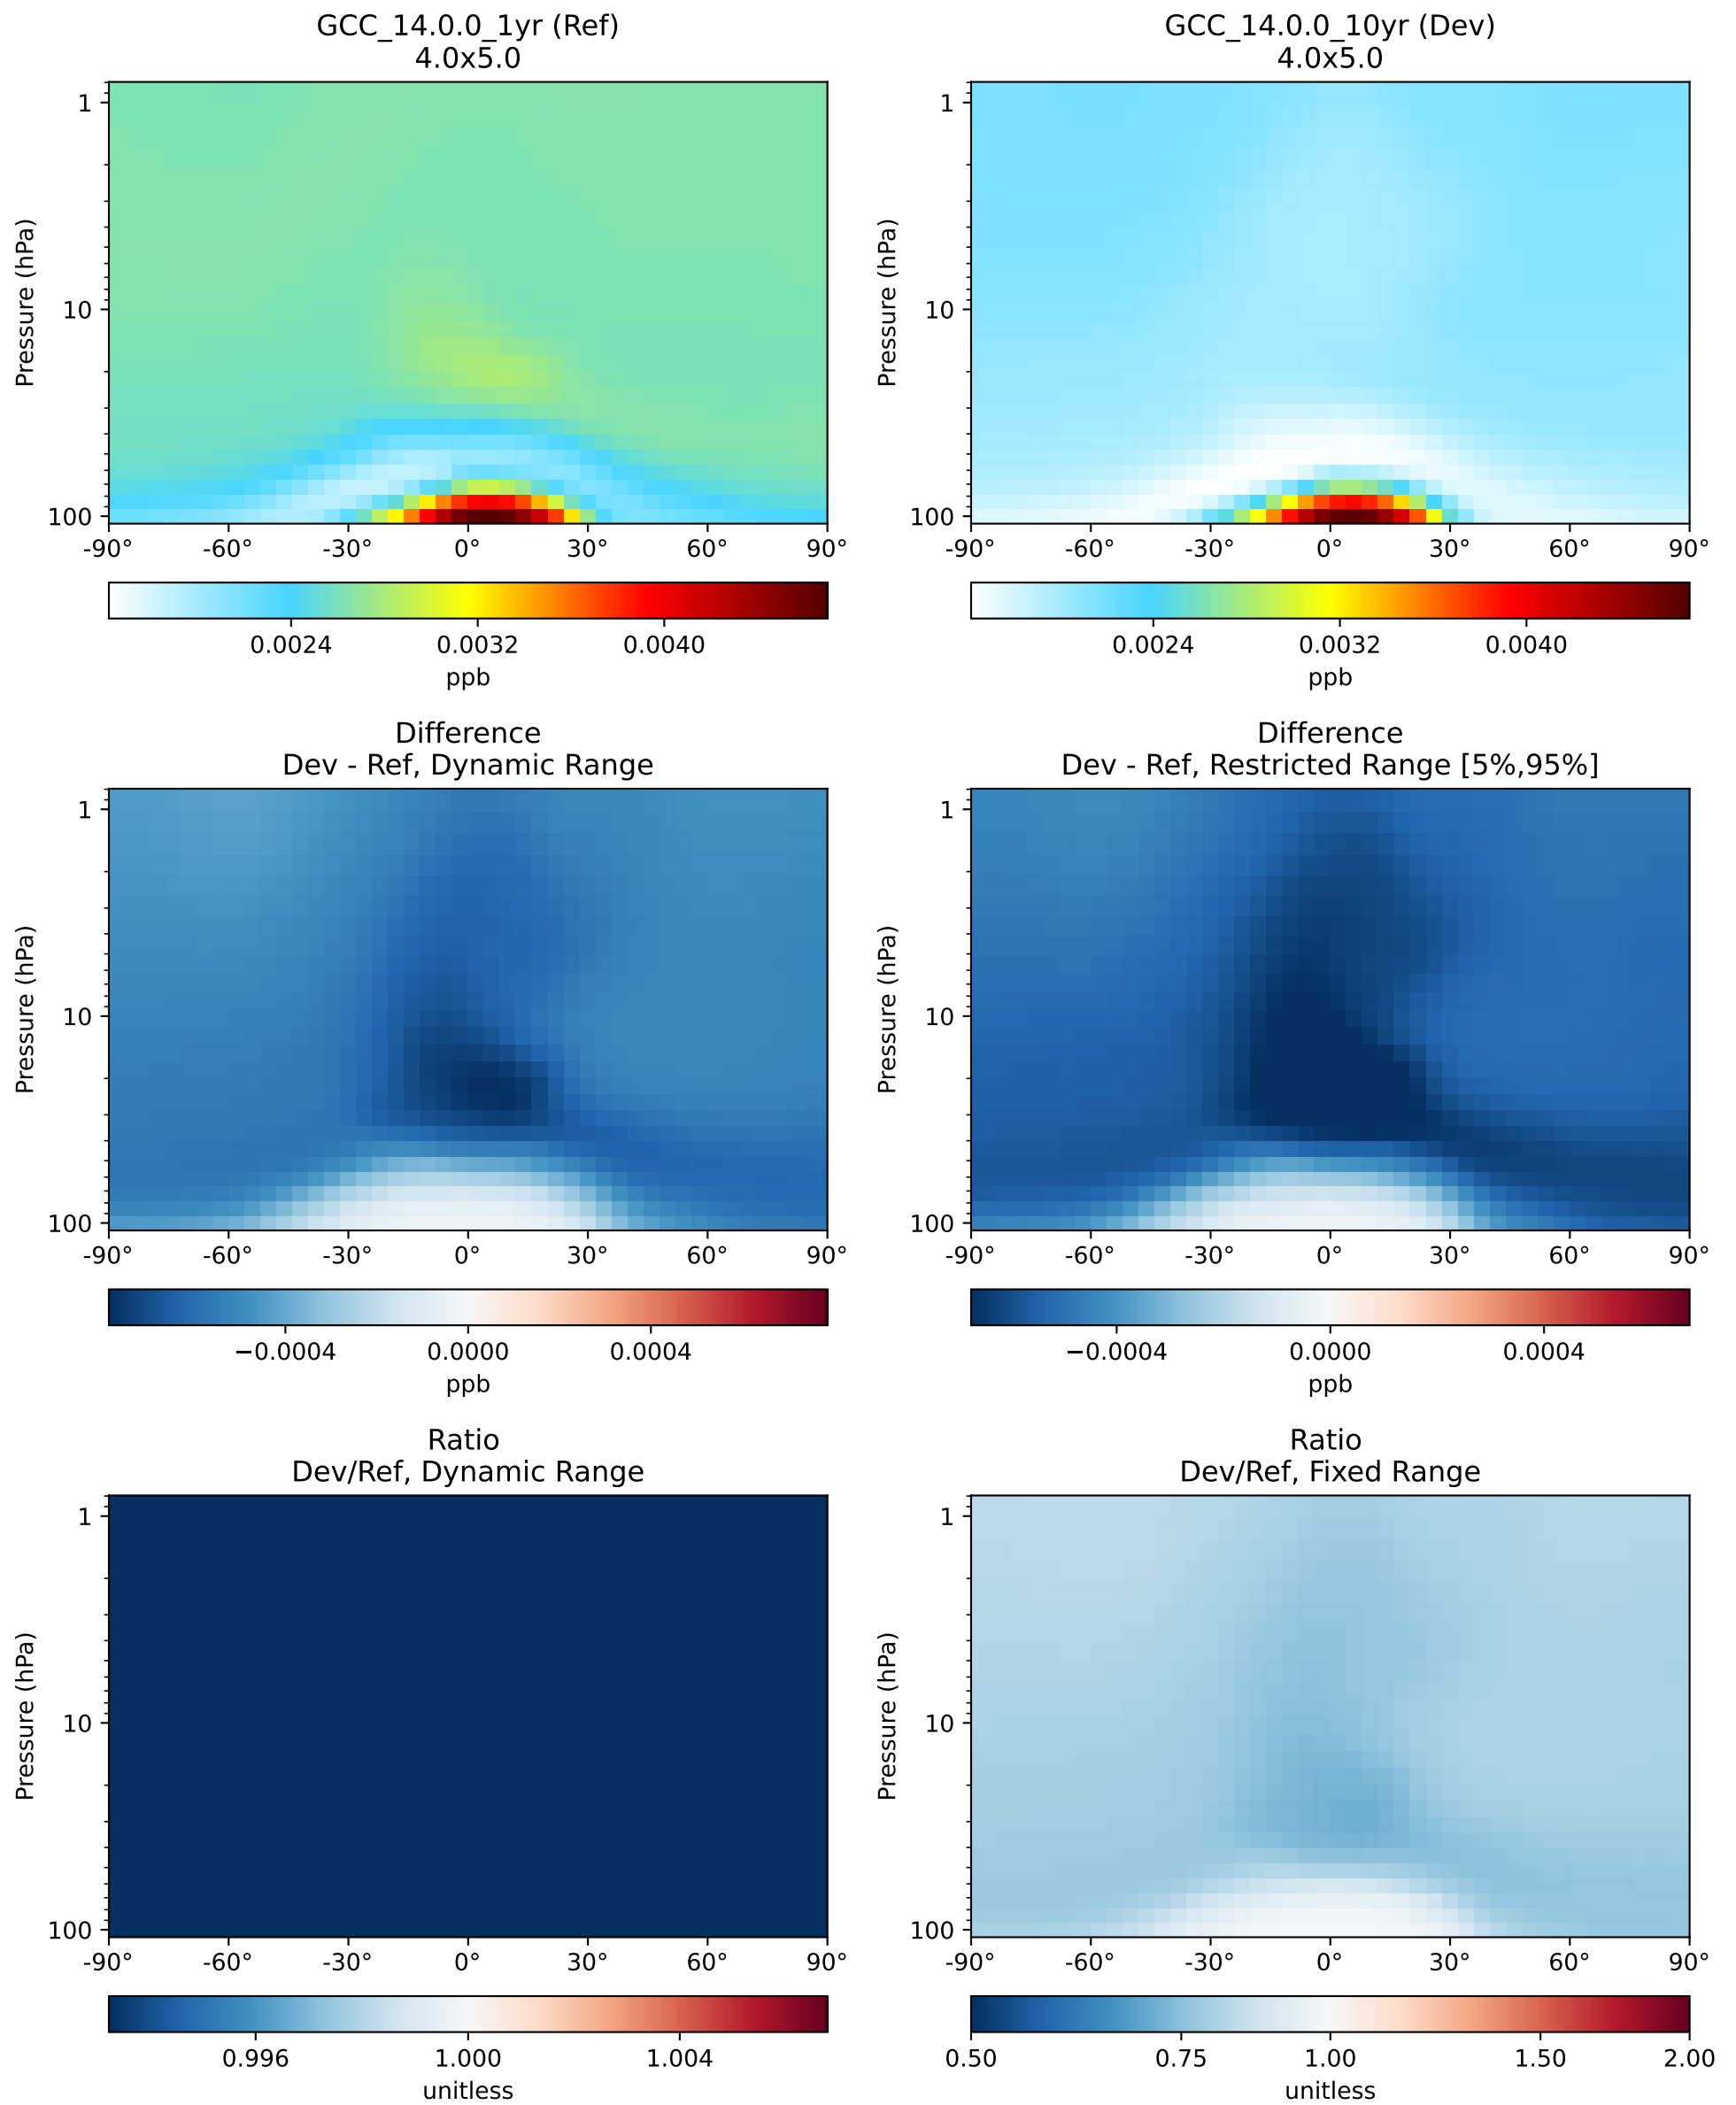 GCC_14.0.0_1yr (Ref)
4.0x5.0
Pressure (hPa)
1
10
100
-90° -60° -30° 0° 30° 60° 90°
0.0024 0.0032 0.0040
ppb
GCC_14.0.0_10yr (Dev)
4.0x5.0
Pressure (hPa)
1
10
100
-90° -60° -30° 0° 30° 60° 90°
0.0024 0.0032 0.0040
ppb
Difference
Dev - Ref, Dynamic Range
Pressure (hPa)
1
10
100
-90° -60° -30° 0° 30° 60° 90°
−0.0004 0.0000 0.0004
ppb
Difference
Dev - Ref, Restricted Range [5%,95%]
Pressure (hPa)
1
10
100
-90° -60° -30° 0° 30° 60° 90°
−0.0004 0.0000 0.0004
ppb
Ratio
Dev/Ref, Dynamic Range
Pressure (hPa)
1
10
100
-90° -60° -30° 0° 30° 60° 90°
0.996 1.000 1.004
unitless
Ratio
Dev/Ref, Fixed Range
Pressure (hPa)
1
10
100
-90° -60° -30° 0° 30° 60° 90°
0.50 0.75 1.00 1.50 2.00
unitless